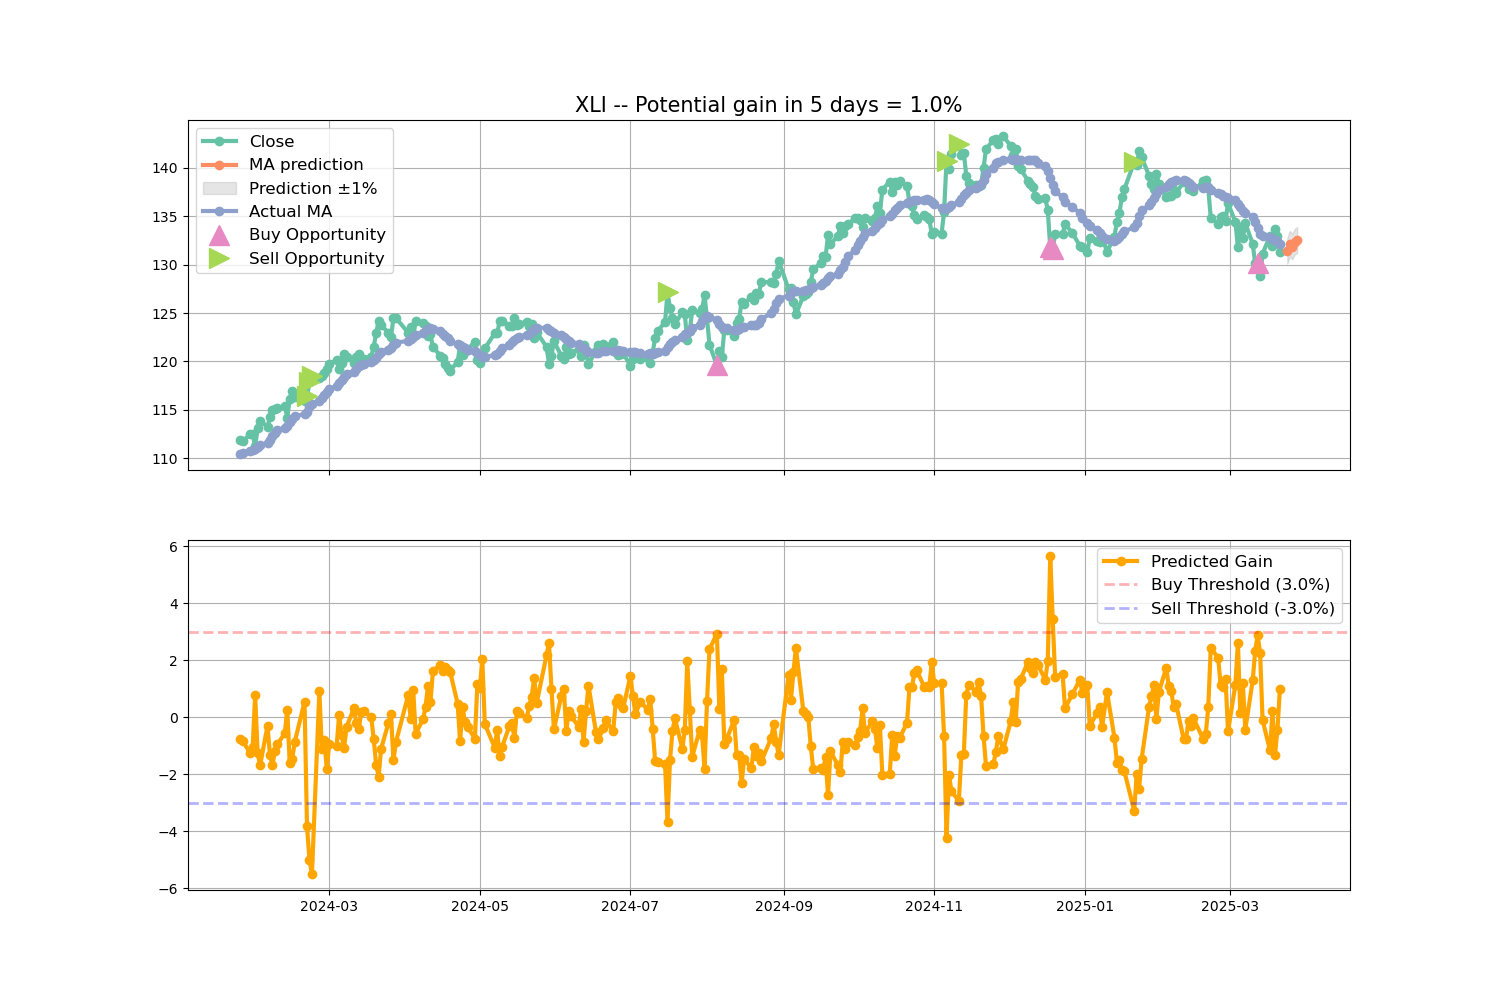 XLI -- Potential gain in 5 days = 1.0%
Close
MA prediction
Prediction ±1%
Actual MA
Buy Opportunity
Sell Opportunity
140
135
130
125
120
115
110
Predicted Gain
Buy Threshold (3.0%)
Sell Threshold (-3.0%)
6
4
2
0
−2
−4
−6
2024-03 2024-05 2024-07 2024-09 2024-11 2025-01 2025-03